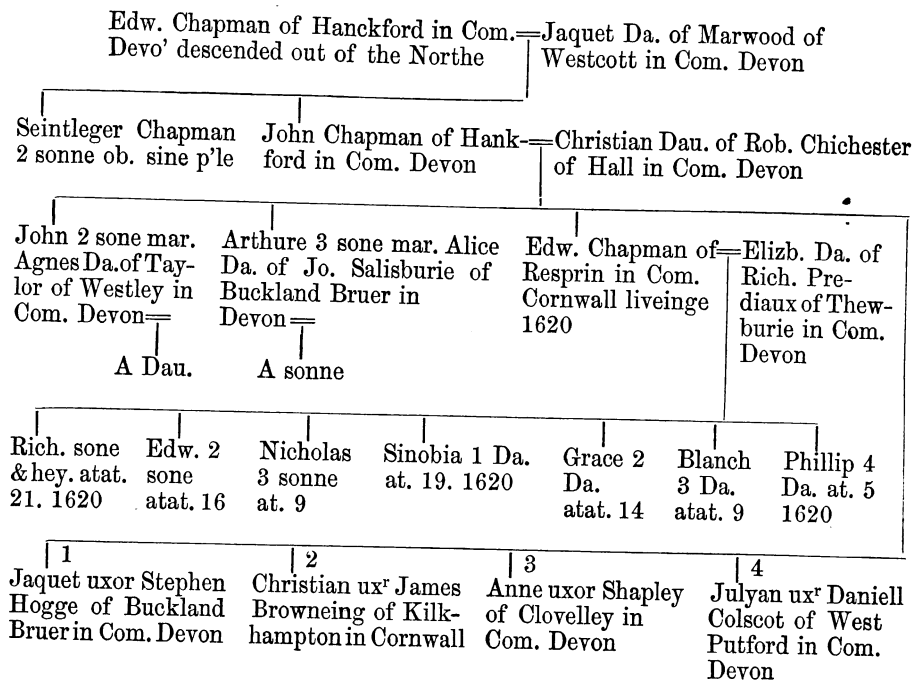 Edw. Chapman of Hanckford in Com.=Jaquet Da. of Marwood of
Devo' descended out of the Northe
Westcott in Com. Devon
Seintleger Chapman
2 sonne ob. sine p'le
John Chapman of Hank-=Christian Dau. of Rob. Chichester
ford in Com. Devon
of Hall in Com. Devon
John 2 sone mar.
Agnes Da. of Tay-
lor of Westley in
Com. Devon=
A Dau.
Arthure 3 sone mar. Alice
Da. of Jo. Salisburie of
Buckland Bruer in
Devon=
A sonne
Edw. Chapman of=Elizb. Da. of
Resprin in Com.
Cornwall liveinge
1620
Rich. Pre-
diaux of Thew-
burie in Com.
Devon
Rich. sone
& hey. atat.
21. 1620
Edw. 2
sone
atat. 16
Nicholas
3 sonne
at. 9
Sinobia 1 Da.
at. 19. 1620
Grace 2
Da.
atat. 14
Blanch
3 Da.
atat. 9
Phillip 4
Da. at. 5
1620
1
Jaquet uxor Stephen
Hogge of Buckland
Bruer in Com. Devon
2
Christian uxʳ James
Browneing of Kilk-
hampton in Cornwall
3
Anne uxor Shapley
of Clovelley in
Com. Devon
4
Julyan uxʳ Daniell
Colscot of West
Putford in Com.
Devon